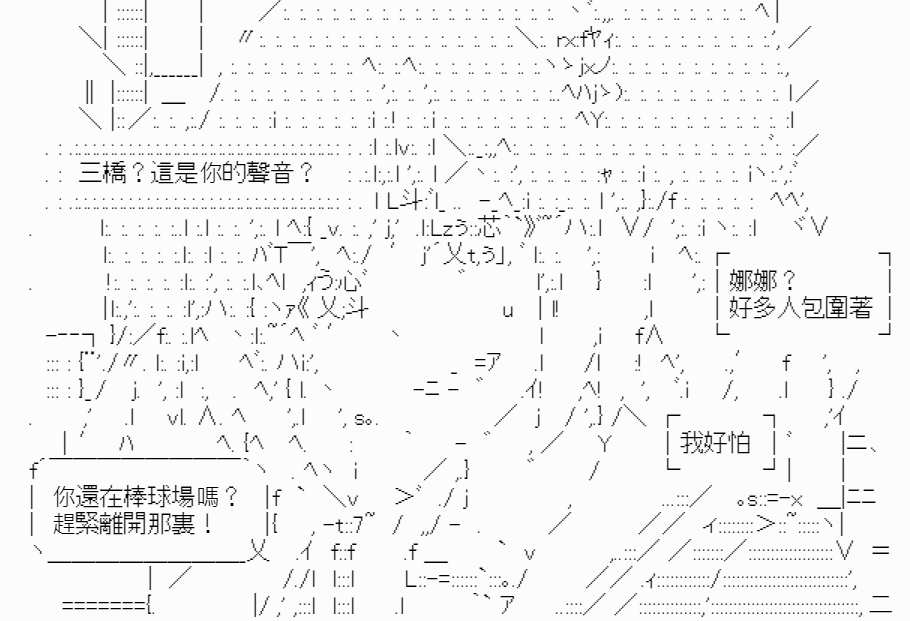 三橋？這是你的聲音？
娜娜？
好多人包圍著
我好怕
你還在棒球場嗎？
趕緊離開那裏！